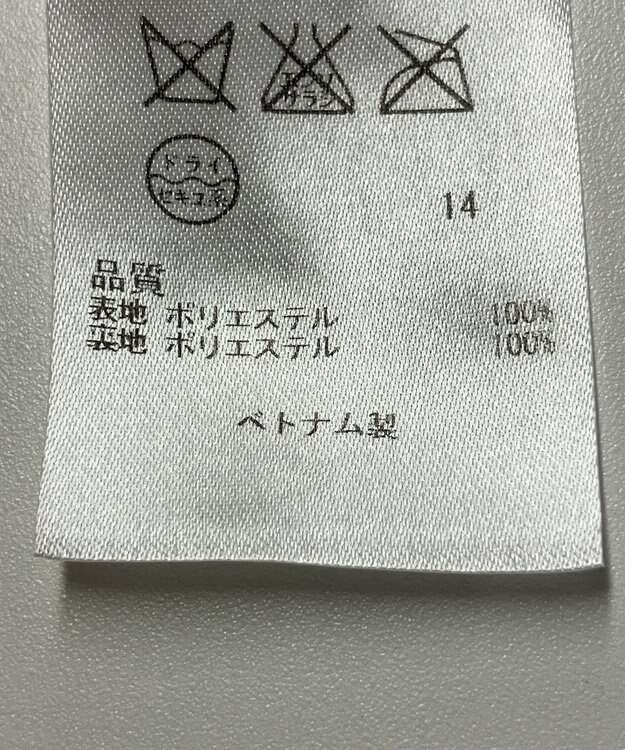 エンソ
サラシ
ドライ
セキユ系
14
品質
表地 ポリエステル 100%
裏地 ポリエステル 100%
ベトナム製